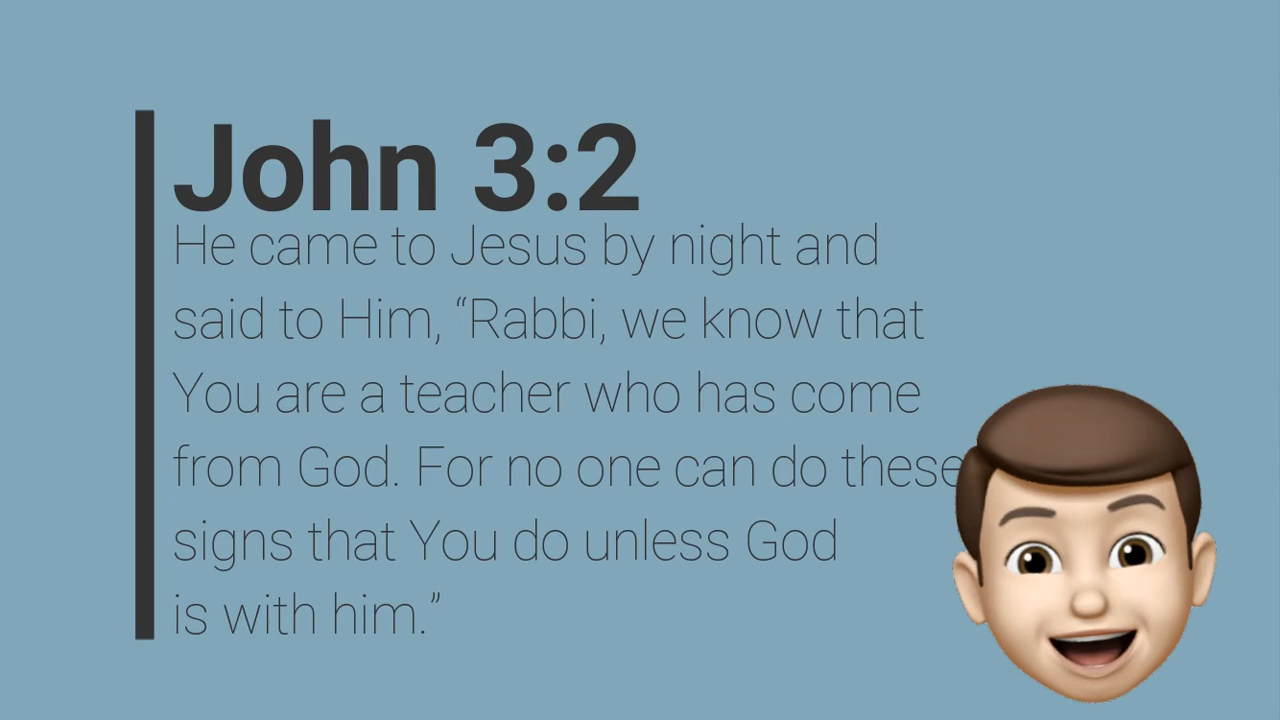 John 3:2
He came to Jesus by night and
said to Him, “Rabbi, we know that
You are a teacher who has come
from God. For no one can do these
signs that You do unless God
is with him.”